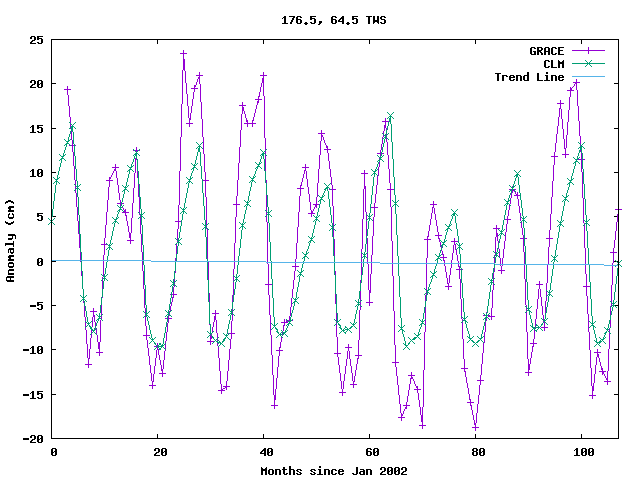 176.5, 64.5 TWS
GRACE
CLM
Trend Line
25
20
15
10
5
0
-5
-10
-15
-20
Anomaly (cm)
0 20 40 60 80 100
Months since Jan 2002